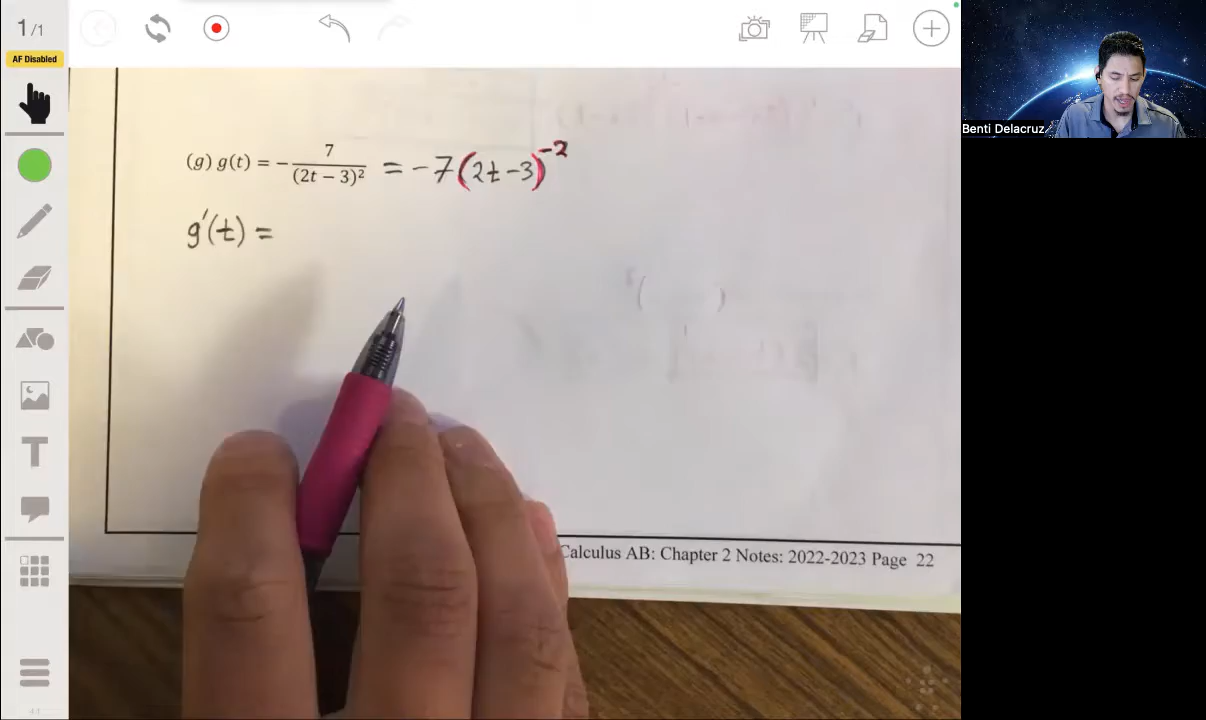 1/1
AF Disabled
Benti Delacruz
(g) g(t) = − 7/(2t − 3)² = −7(2t−3)⁻²
g′(t) =
T
Calculus AB: Chapter 2 Notes: 2022-2023 Page 22